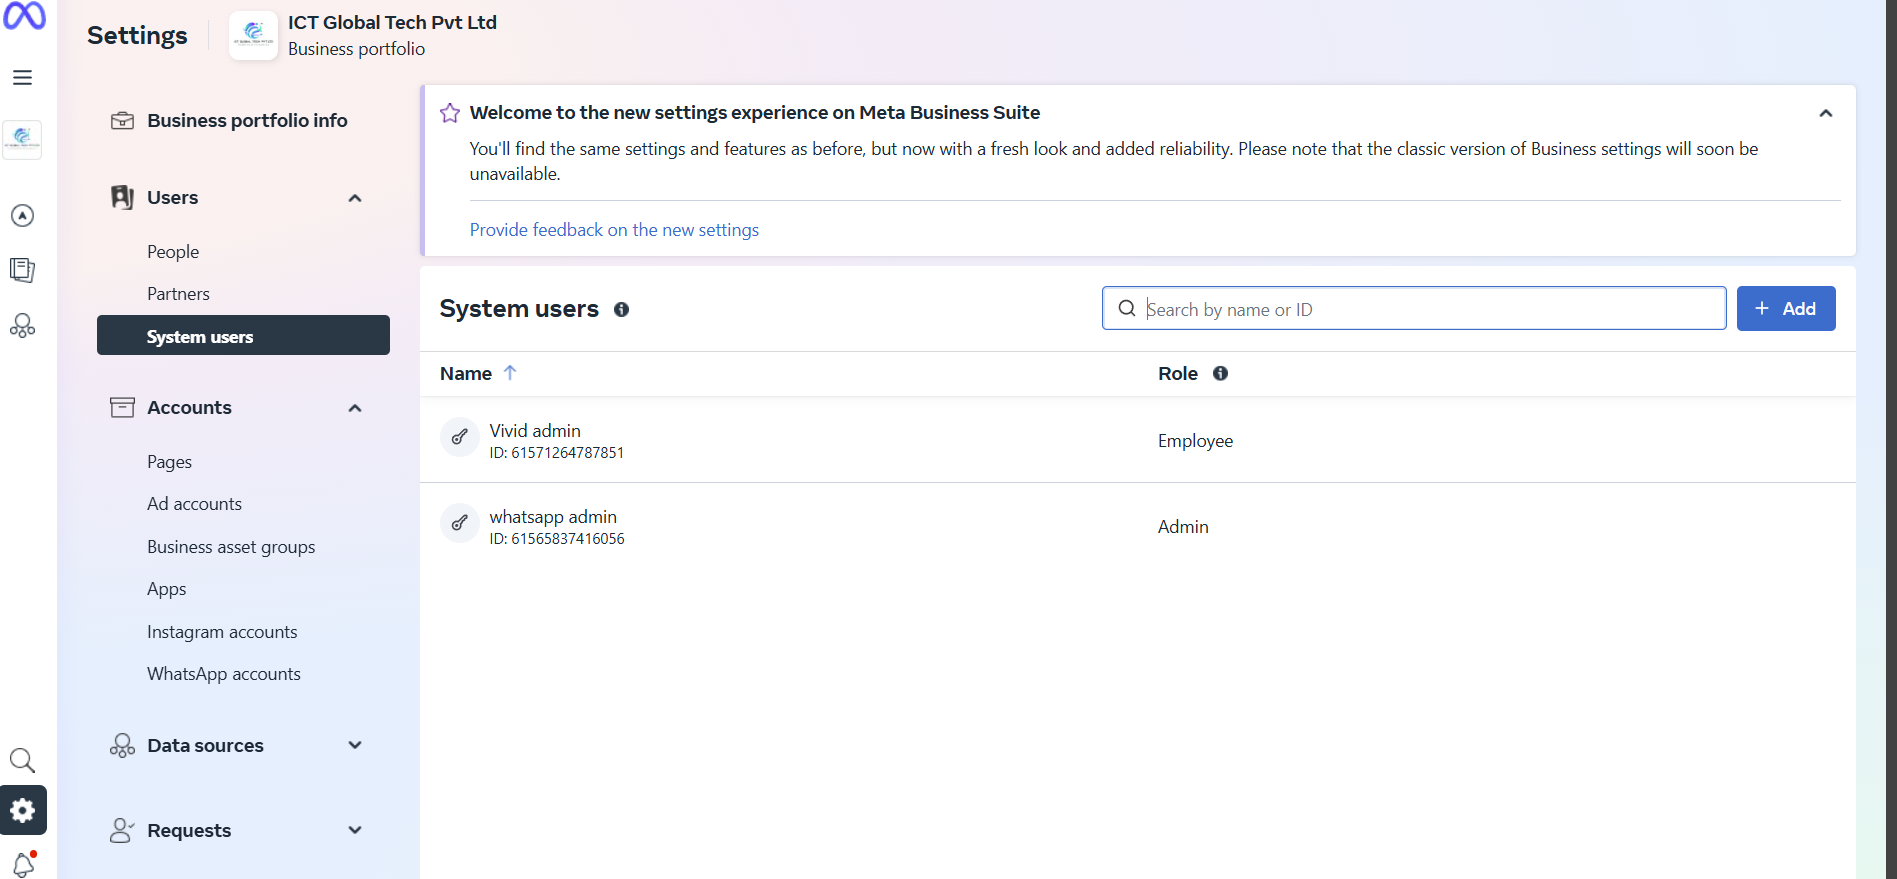 Settings
ICT Global Tech Pvt Ltd
Business portfolio
Business portfolio info
Users
People
Partners
System users
Accounts
Pages
Ad accounts
Business asset groups
Apps
Instagram accounts
WhatsApp accounts
Data sources
Requests
Welcome to the new settings experience on Meta Business Suite
You'll find the same settings and features as before, but now with a fresh look and added reliability. Please note that the classic version of Business settings will soon be
unavailable.
Provide feedback on the new settings
System users
Search by name or ID
+ Add
Name
Role
Vivid admin
ID: 61571264787851
Employee
whatsapp admin
ID: 61565837416056
Admin